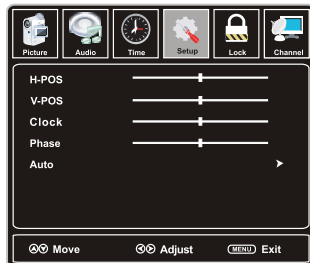 Picture Audio Time Setup Lock Channel
H-POS
V-POS
Clock
Phase
Auto
Move Adjust MENU Exit